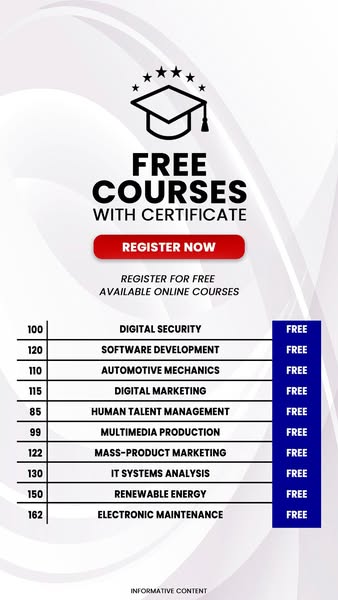 FREE
COURSES
WITH CERTIFICATE
REGISTER NOW
REGISTER FOR FREE
AVAILABLE ONLINE COURSES
100 DIGITAL SECURITY FREE
120 SOFTWARE DEVELOPMENT FREE
110 AUTOMOTIVE MECHANICS FREE
115 DIGITAL MARKETING FREE
85 HUMAN TALENT MANAGEMENT FREE
99 MULTIMEDIA PRODUCTION FREE
122 MASS-PRODUCT MARKETING FREE
130 IT SYSTEMS ANALYSIS FREE
150 RENEWABLE ENERGY FREE
162 ELECTRONIC MAINTENANCE FREE
INFORMATIVE CONTENT